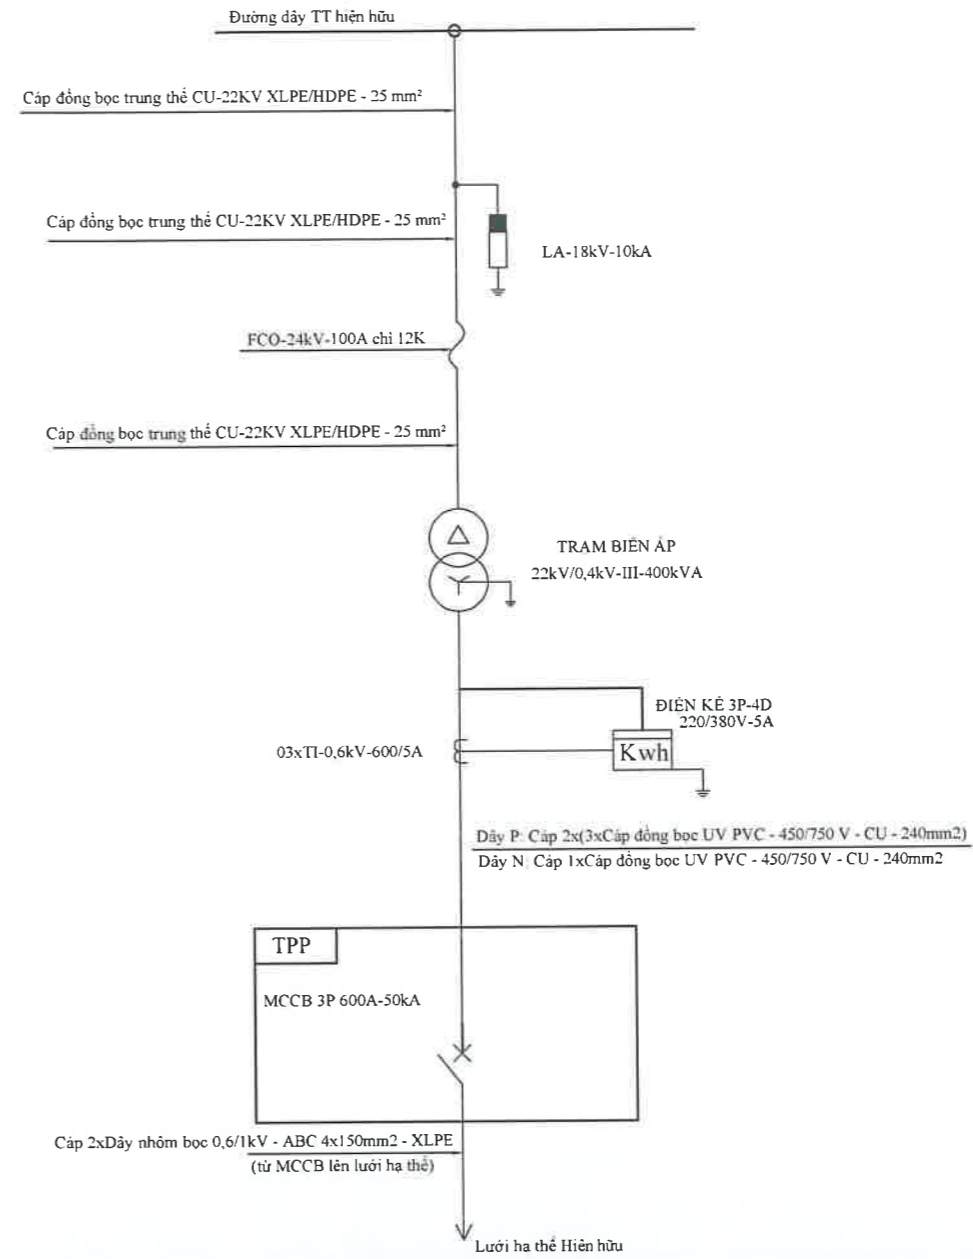 Đường dây TT hiện hữu
Cáp đồng bọc trung thế CU-22KV XLPE/HDPE - 25 mm²
Cáp đồng bọc trung thế CU-22KV XLPE/HDPE - 25 mm²
LA-18kV-10kA
FCO-24kV-100A chì 12K
Cáp đồng bọc trung thế CU-22KV XLPE/HDPE - 25 mm²
TRẠM BIẾN ÁP
22kV/0,4kV-III-400kVA
ĐIỆN KẾ 3P-4D
220/380V-5A
03xTI-0,6kV-600/5A
Kwh
Dây P: Cáp 2x(3xCáp đồng bọc UV PVC - 450/750 V - CU - 240mm2)
Dây N: Cáp 1xCáp đồng bọc UV PVC - 450/750 V - CU - 240mm2
TPP
MCCB 3P 600A-50kA
Cáp 2xDây nhôm bọc 0,6/1kV - ABC 4x150mm2 - XLPE
(từ MCCB lên lưới hạ thế)
Lưới hạ thế Hiện hữu